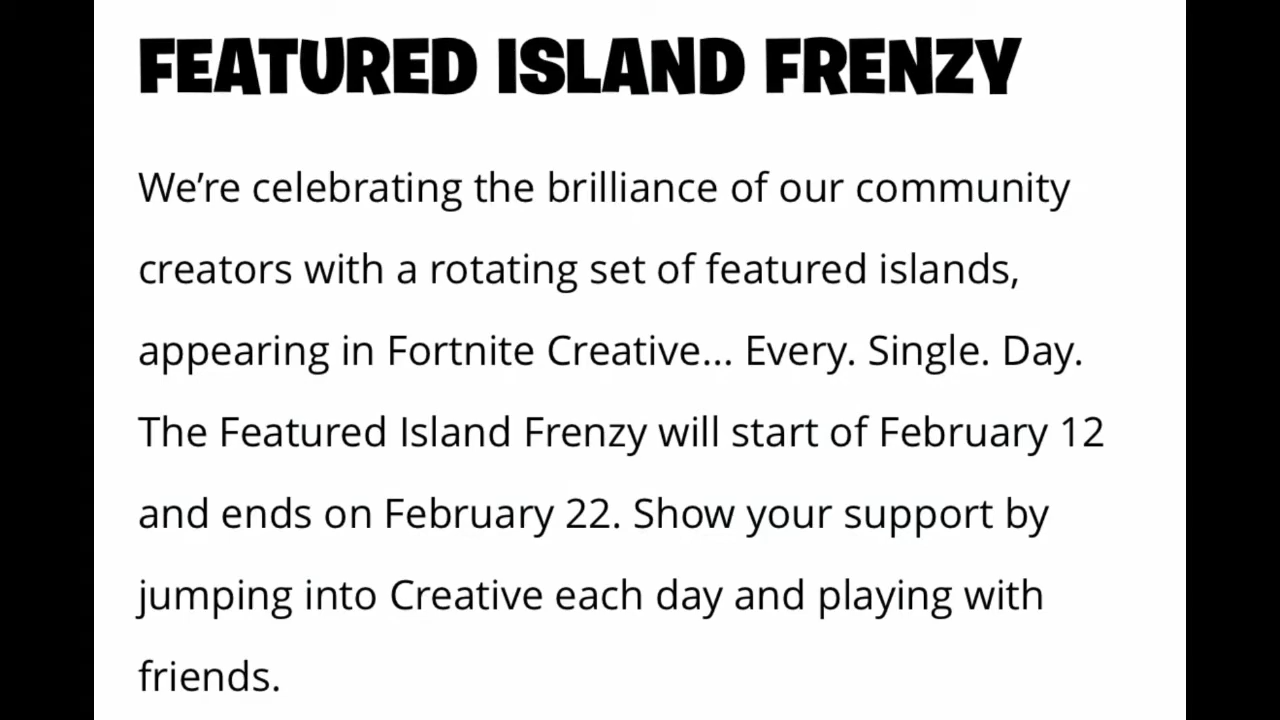 FEATURED ISLAND FRENZY
We’re celebrating the brilliance of our community
creators with a rotating set of featured islands,
appearing in Fortnite Creative... Every. Single. Day.
The Featured Island Frenzy will start of February 12
and ends on February 22. Show your support by
jumping into Creative each day and playing with
friends.